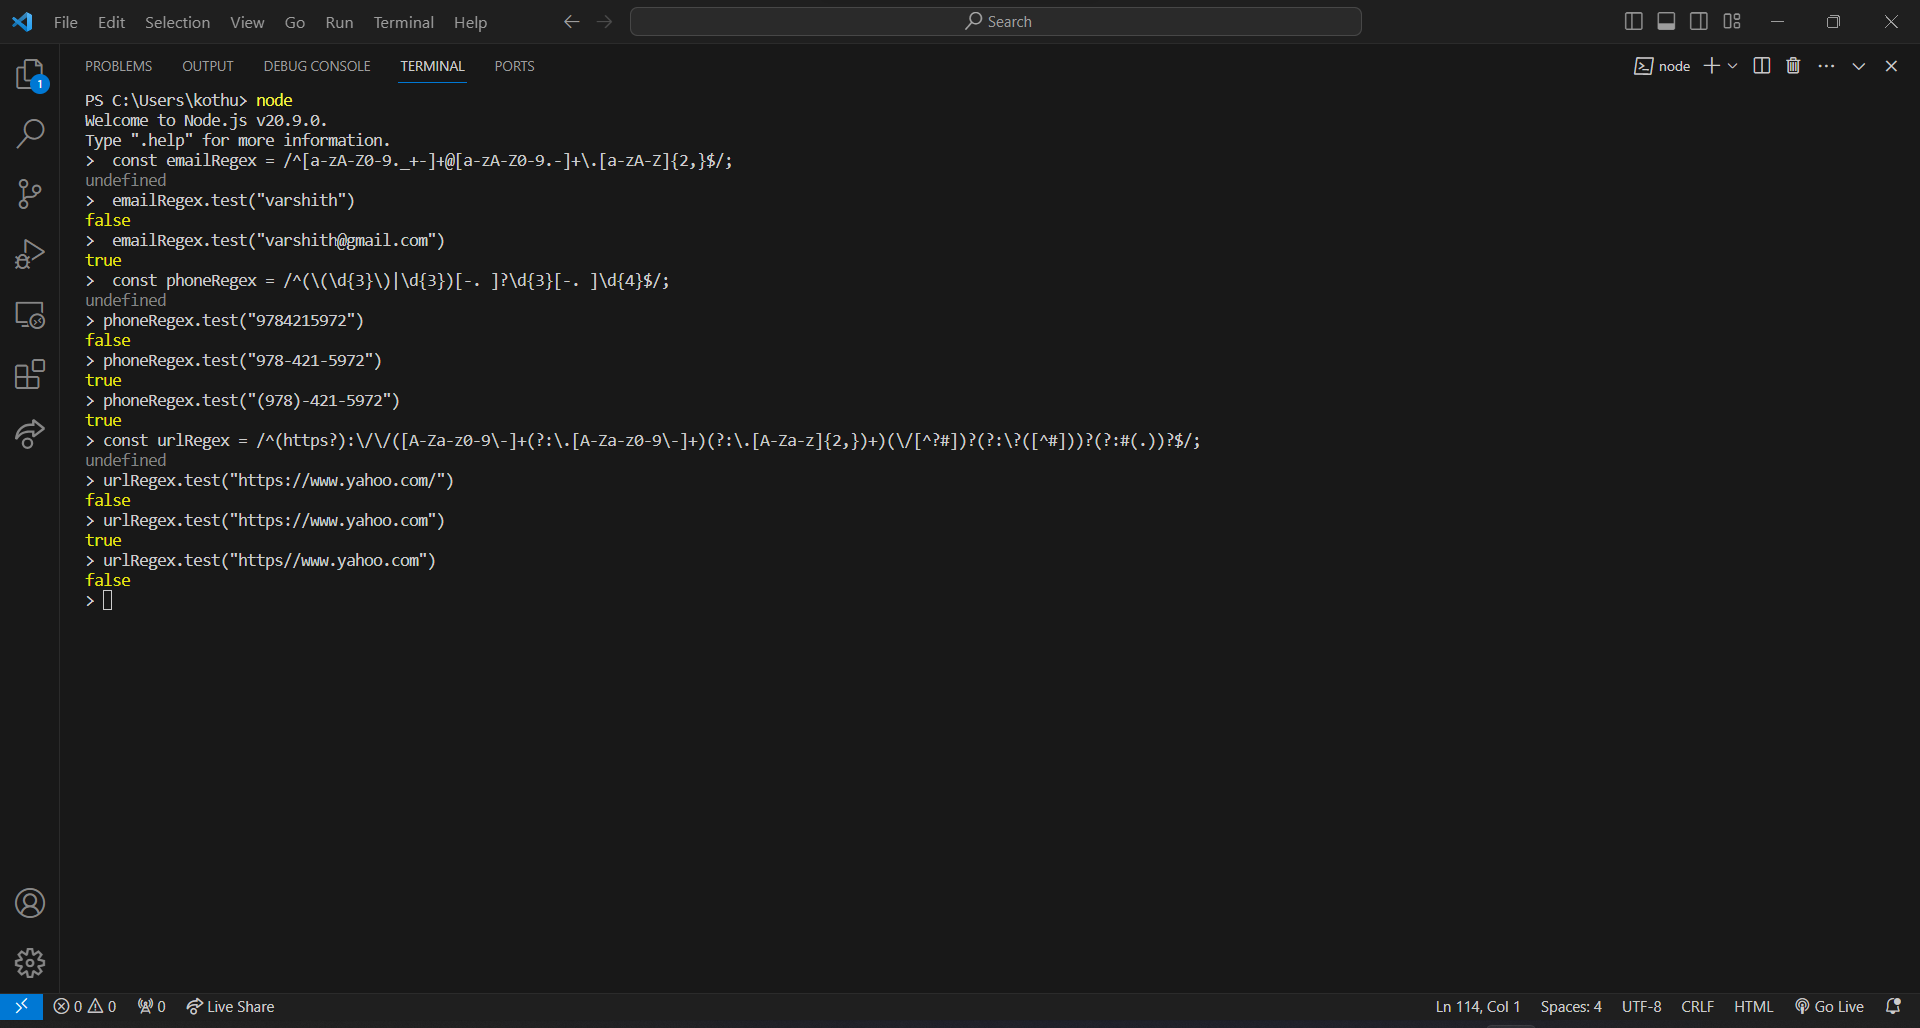 File Edit Selection View Go Run Terminal Help
Search
1
PROBLEMS OUTPUT DEBUG CONSOLE TERMINAL PORTS
node
PS C:\Users\kothu> node
Welcome to Node.js v20.9.0.
Type ".help" for more information.
>  const emailRegex = /^[a-zA-Z0-9._+-]+@[a-zA-Z0-9.-]+\.[a-zA-Z]{2,}$/;
undefined
>  emailRegex.test("varshith")
false
>  emailRegex.test("varshith@gmail.com")
true
>  const phoneRegex = /^(\(\d{3}\)|\d{3})[-. ]?\d{3}[-. ]\d{4}$/;
undefined
> phoneRegex.test("9784215972")
false
> phoneRegex.test("978-421-5972")
true
> phoneRegex.test("(978)-421-5972")
true
> const urlRegex = /^(https?):\/\/([A-Za-z0-9\-]+(?:\.[A-Za-z0-9\-]+)(?:\.[A-Za-z]{2,})+)(\/[^?#])?(?:\?([^#]))?(?:#(.))?$/;
undefined
> urlRegex.test("https://www.yahoo.com/")
false
> urlRegex.test("https://www.yahoo.com")
true
> urlRegex.test("https//www.yahoo.com")
false
>
0 0 0 Live Share Ln 114, Col 1 Spaces: 4 UTF-8 CRLF HTML Go Live